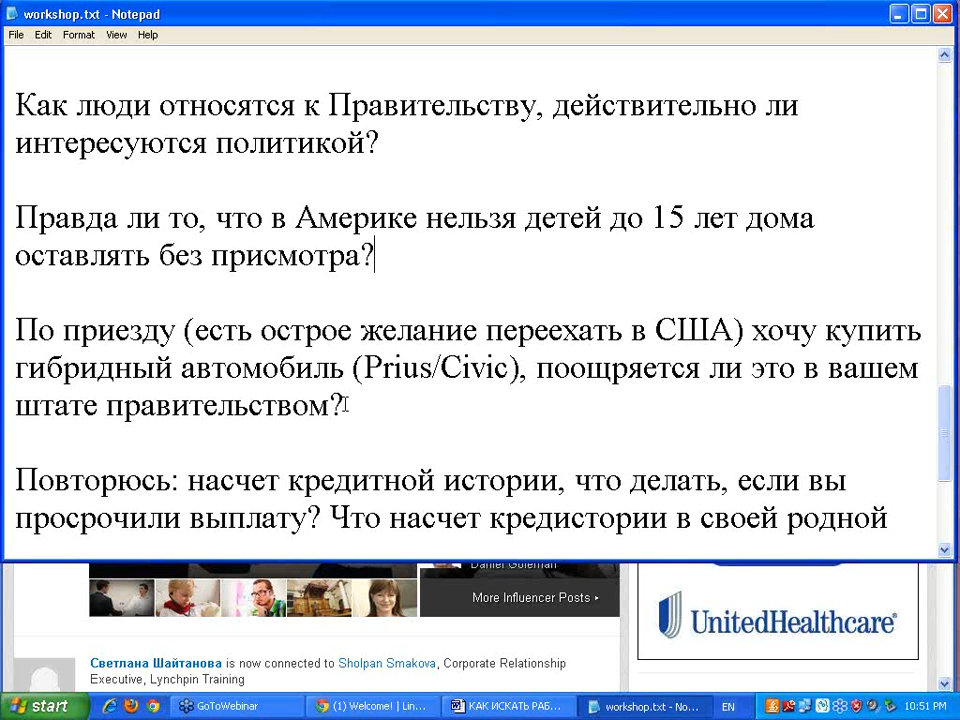 workshop.txt - Notepad
File Edit Format View Help
Как люди относятся к Правительству, действительно ли
интересуются политикой?
Правда ли то, что в Америке нельзя детей до 15 лет дома
оставлять без присмотра?
По приезду (есть острое желание переехать в США) хочу купить
гибридный автомобиль (Prius/Civic), поощряется ли это в вашем
штате правительством?
Повторюсь: насчет кредитной истории, что делать, если вы
просрочили выплату? Что насчет кредистории в своей родной
Daniel Goleman
More Influencer Posts ▸
UnitedHealthcare®
Светлана Шайтанова is now connected to Sholpan Smakova, Corporate Relationship
Executive, Lynchpin Training
start
GoToWebinar
(1) Welcome! | Lin...
КАК ИСКАТЬ РАБ...
workshop.txt - No...
EN
10:51 PM